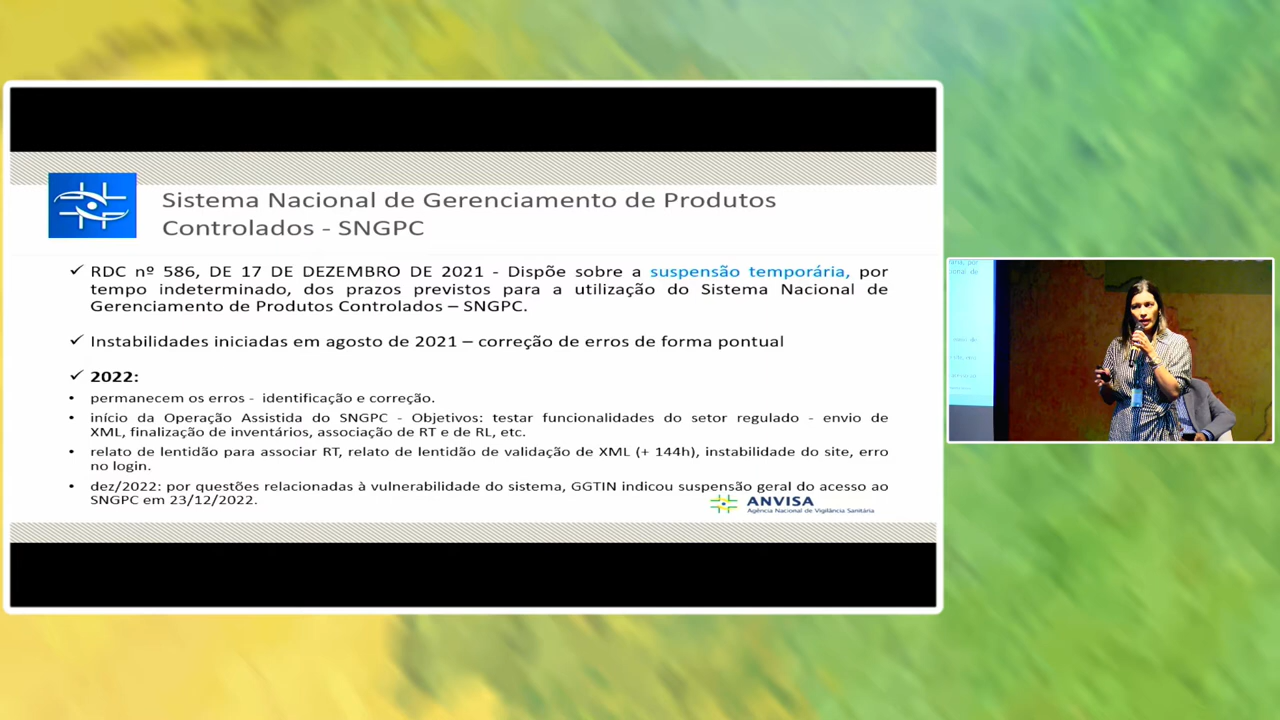 Sistema Nacional de Gerenciamento de Produtos
Controlados - SNGPC
✓ RDC nº 586, DE 17 DE DEZEMBRO DE 2021 - Dispõe sobre a suspensão temporária, por
tempo indeterminado, dos prazos previstos para a utilização do Sistema Nacional de
Gerenciamento de Produtos Controlados – SNGPC.
✓ Instabilidades iniciadas em agosto de 2021 – correção de erros de forma pontual
✓ 2022:
• permanecem os erros - identificação e correção.
• início da Operação Assistida do SNGPC - Objetivos: testar funcionalidades do setor regulado - envio de
XML, finalização de inventários, associação de RT e de RL, etc.
• relato de lentidão para associar RT, relato de lentidão de validação de XML (+ 144h), instabilidade do site, erro
no login.
• dez/2022: por questões relacionadas à vulnerabilidade do sistema, GGTIN indicou suspensão geral do acesso ao
SNGPC em 23/12/2022.
ANVISA
Agência Nacional de Vigilância Sanitária